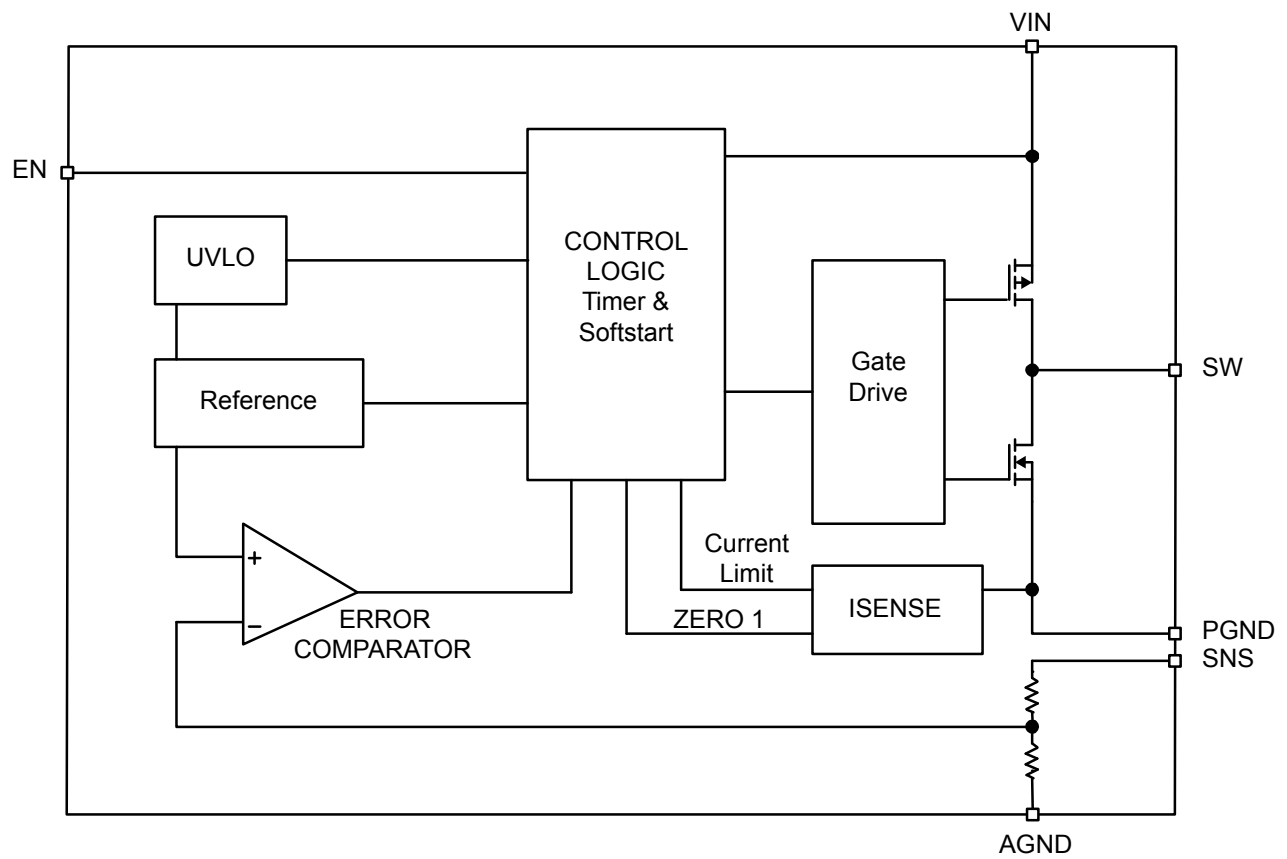 VIN
EN
UVLO
CONTROL
LOGIC
Timer &
Softstart
Gate
Drive
SW
Reference
+
−
ERROR
COMPARATOR
Current
Limit
ZERO 1
ISENSE
PGND
SNS
AGND